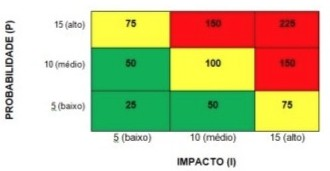 PROBABILIDADE (P)
15 (alto) 75 150 225
10 (médio) 50 100 150
5 (baixo) 25 50 75
5 (baixo) 10 (médio) 15 (alto)
IMPACTO (I)